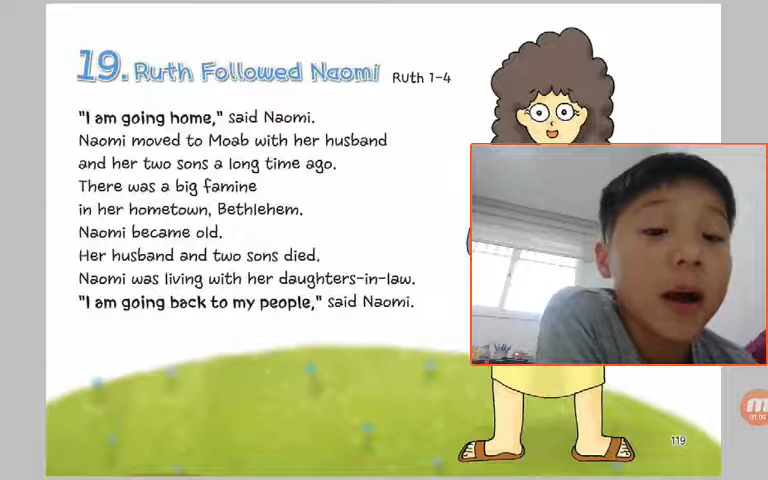 19. Ruth Followed Naomi Ruth 1-4
"I am going home," said Naomi.
Naomi moved to Moab with her husband
and her two sons a long time ago.
There was a big famine
in her hometown, Bethlehem.
Naomi became old.
Her husband and two sons died.
Naomi was living with her daughters-in-law.
"I am going back to my people," said Naomi.
119